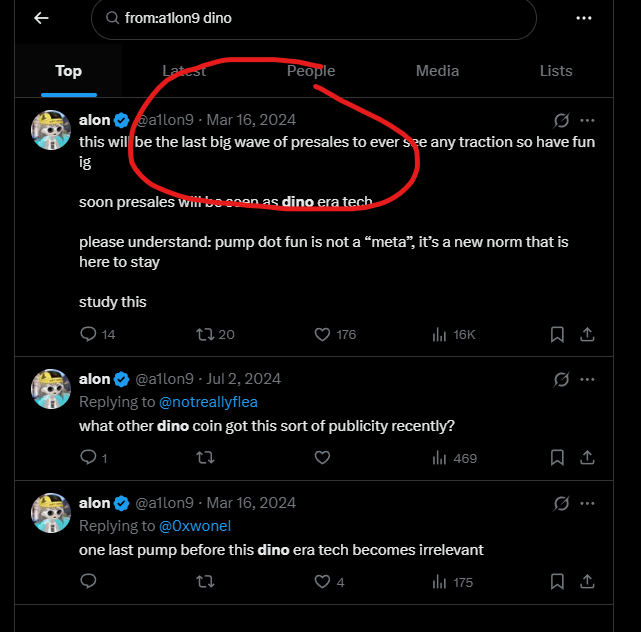 from:a1lon9 dino
Top Latest People Media Lists
alon @a1lon9 · Mar 16, 2024
this will be the last big wave of presales to ever see any traction so have fun
ig
soon presales will be seen as dino era tech
please understand: pump dot fun is not a “meta”, it’s a new norm that is
here to stay
study this
14 20 176 16K
alon @a1lon9 · Jul 2, 2024
Replying to @notreallyflea
what other dino coin got this sort of publicity recently?
1 469
alon @a1lon9 · Mar 16, 2024
Replying to @0xwonel
one last pump before this dino era tech becomes irrelevant
4 175